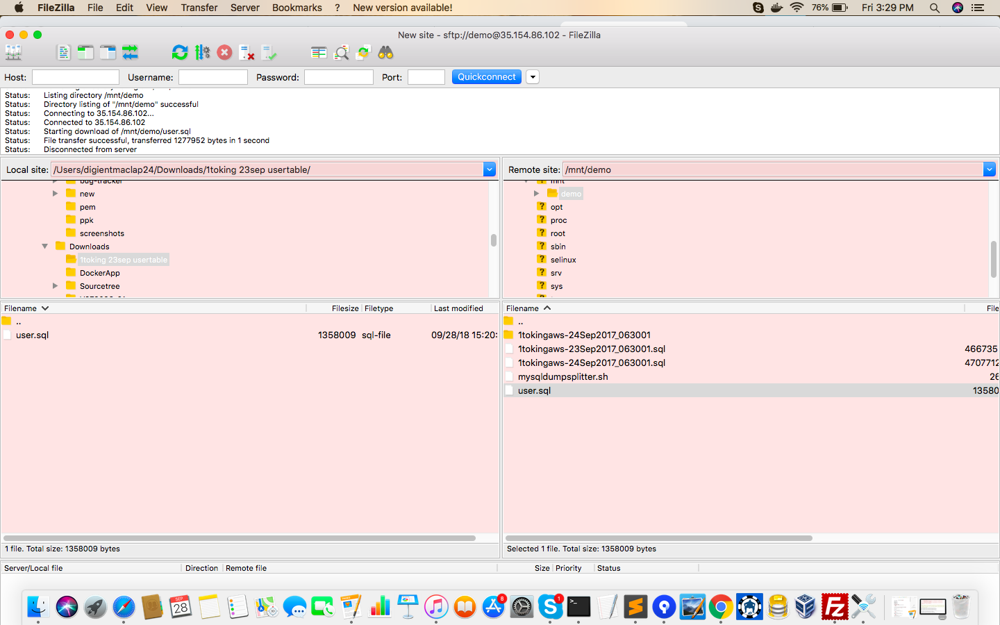 FileZilla File Edit View Transfer Server Bookmarks ? New version available! 76% Fri 3:29 PM
New site - sftp://demo@35.154.86.102 - FileZilla
Host: Username: Password: Port: Quickconnect
Status: Listing directory /mnt/demo
Status: Directory listing of "/mnt/demo" successful
Status: Connecting to 35.154.86.102...
Status: Connected to 35.154.86.102
Status: Starting download of /mnt/demo/user.sql
Status: File transfer successful, transferred 1277952 bytes in 1 second
Status: Disconnected from server
Local site: /Users/digientmaclap24/Downloads/1toking 23sep usertable/
bug-tracker
new
pem
ppk
screenshots
Downloads
1toking 23sep usertable
DockerApp
Sourcetree
Filename Filesize Filetype Last modified
..
user.sql 1358009 sql-file 09/28/18 15:20:
1 file. Total size: 1358009 bytes
Remote site: /mnt/demo
mnt
demo
? opt
? proc
? root
? sbin
? selinux
? srv
? sys
Filename File
..
1tokingaws-24Sep2017_063001
1tokingaws-23Sep2017_063001.sql 466735
1tokingaws-24Sep2017_063001.sql 4707712
mysqldumpsplitter.sh 26
user.sql 13580
Selected 1 file. Total size: 1358009 bytes
Server/Local file Direction Remote file Size Priority Status
SEP
28
8
1